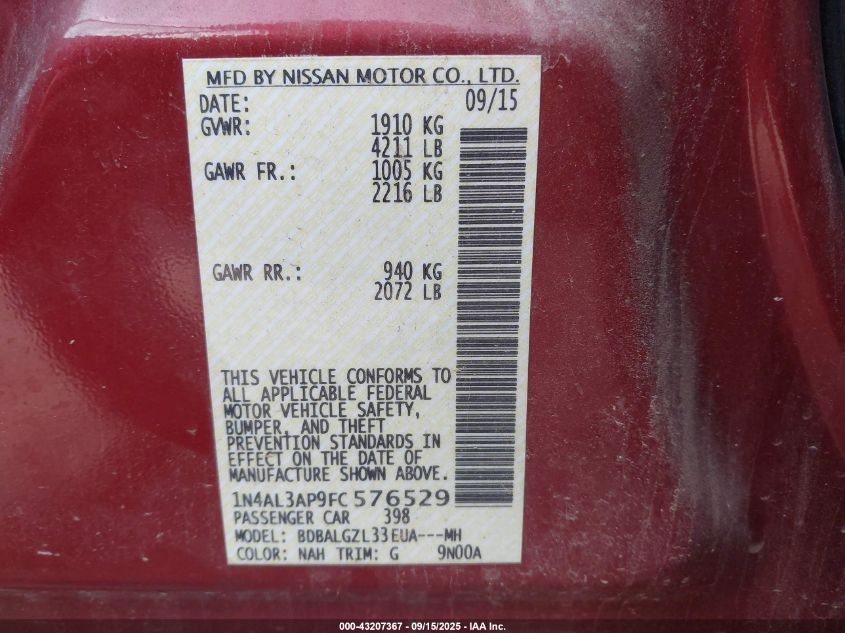 MFD BY NISSAN MOTOR CO., LTD.
DATE: 09/15
GVWR: 1910 KG
4211 LB
GAWR FR.: 1005 KG
2216 LB
GAWR RR.: 940 KG
2072 LB
THIS VEHICLE CONFORMS TO
ALL APPLICABLE FEDERAL
MOTOR VEHICLE SAFETY,
BUMPER, AND THEFT
PREVENTION STANDARDS IN
EFFECT ON THE DATE OF
MANUFACTURE SHOWN ABOVE.
1N4AL3AP9FC576529
PASSENGER CAR 398
MODEL: BDBALGZL33EUA---MH
COLOR: NAH TRIM: G 9N00A
000-43207367 - 09/15/2025 - IAA Inc.